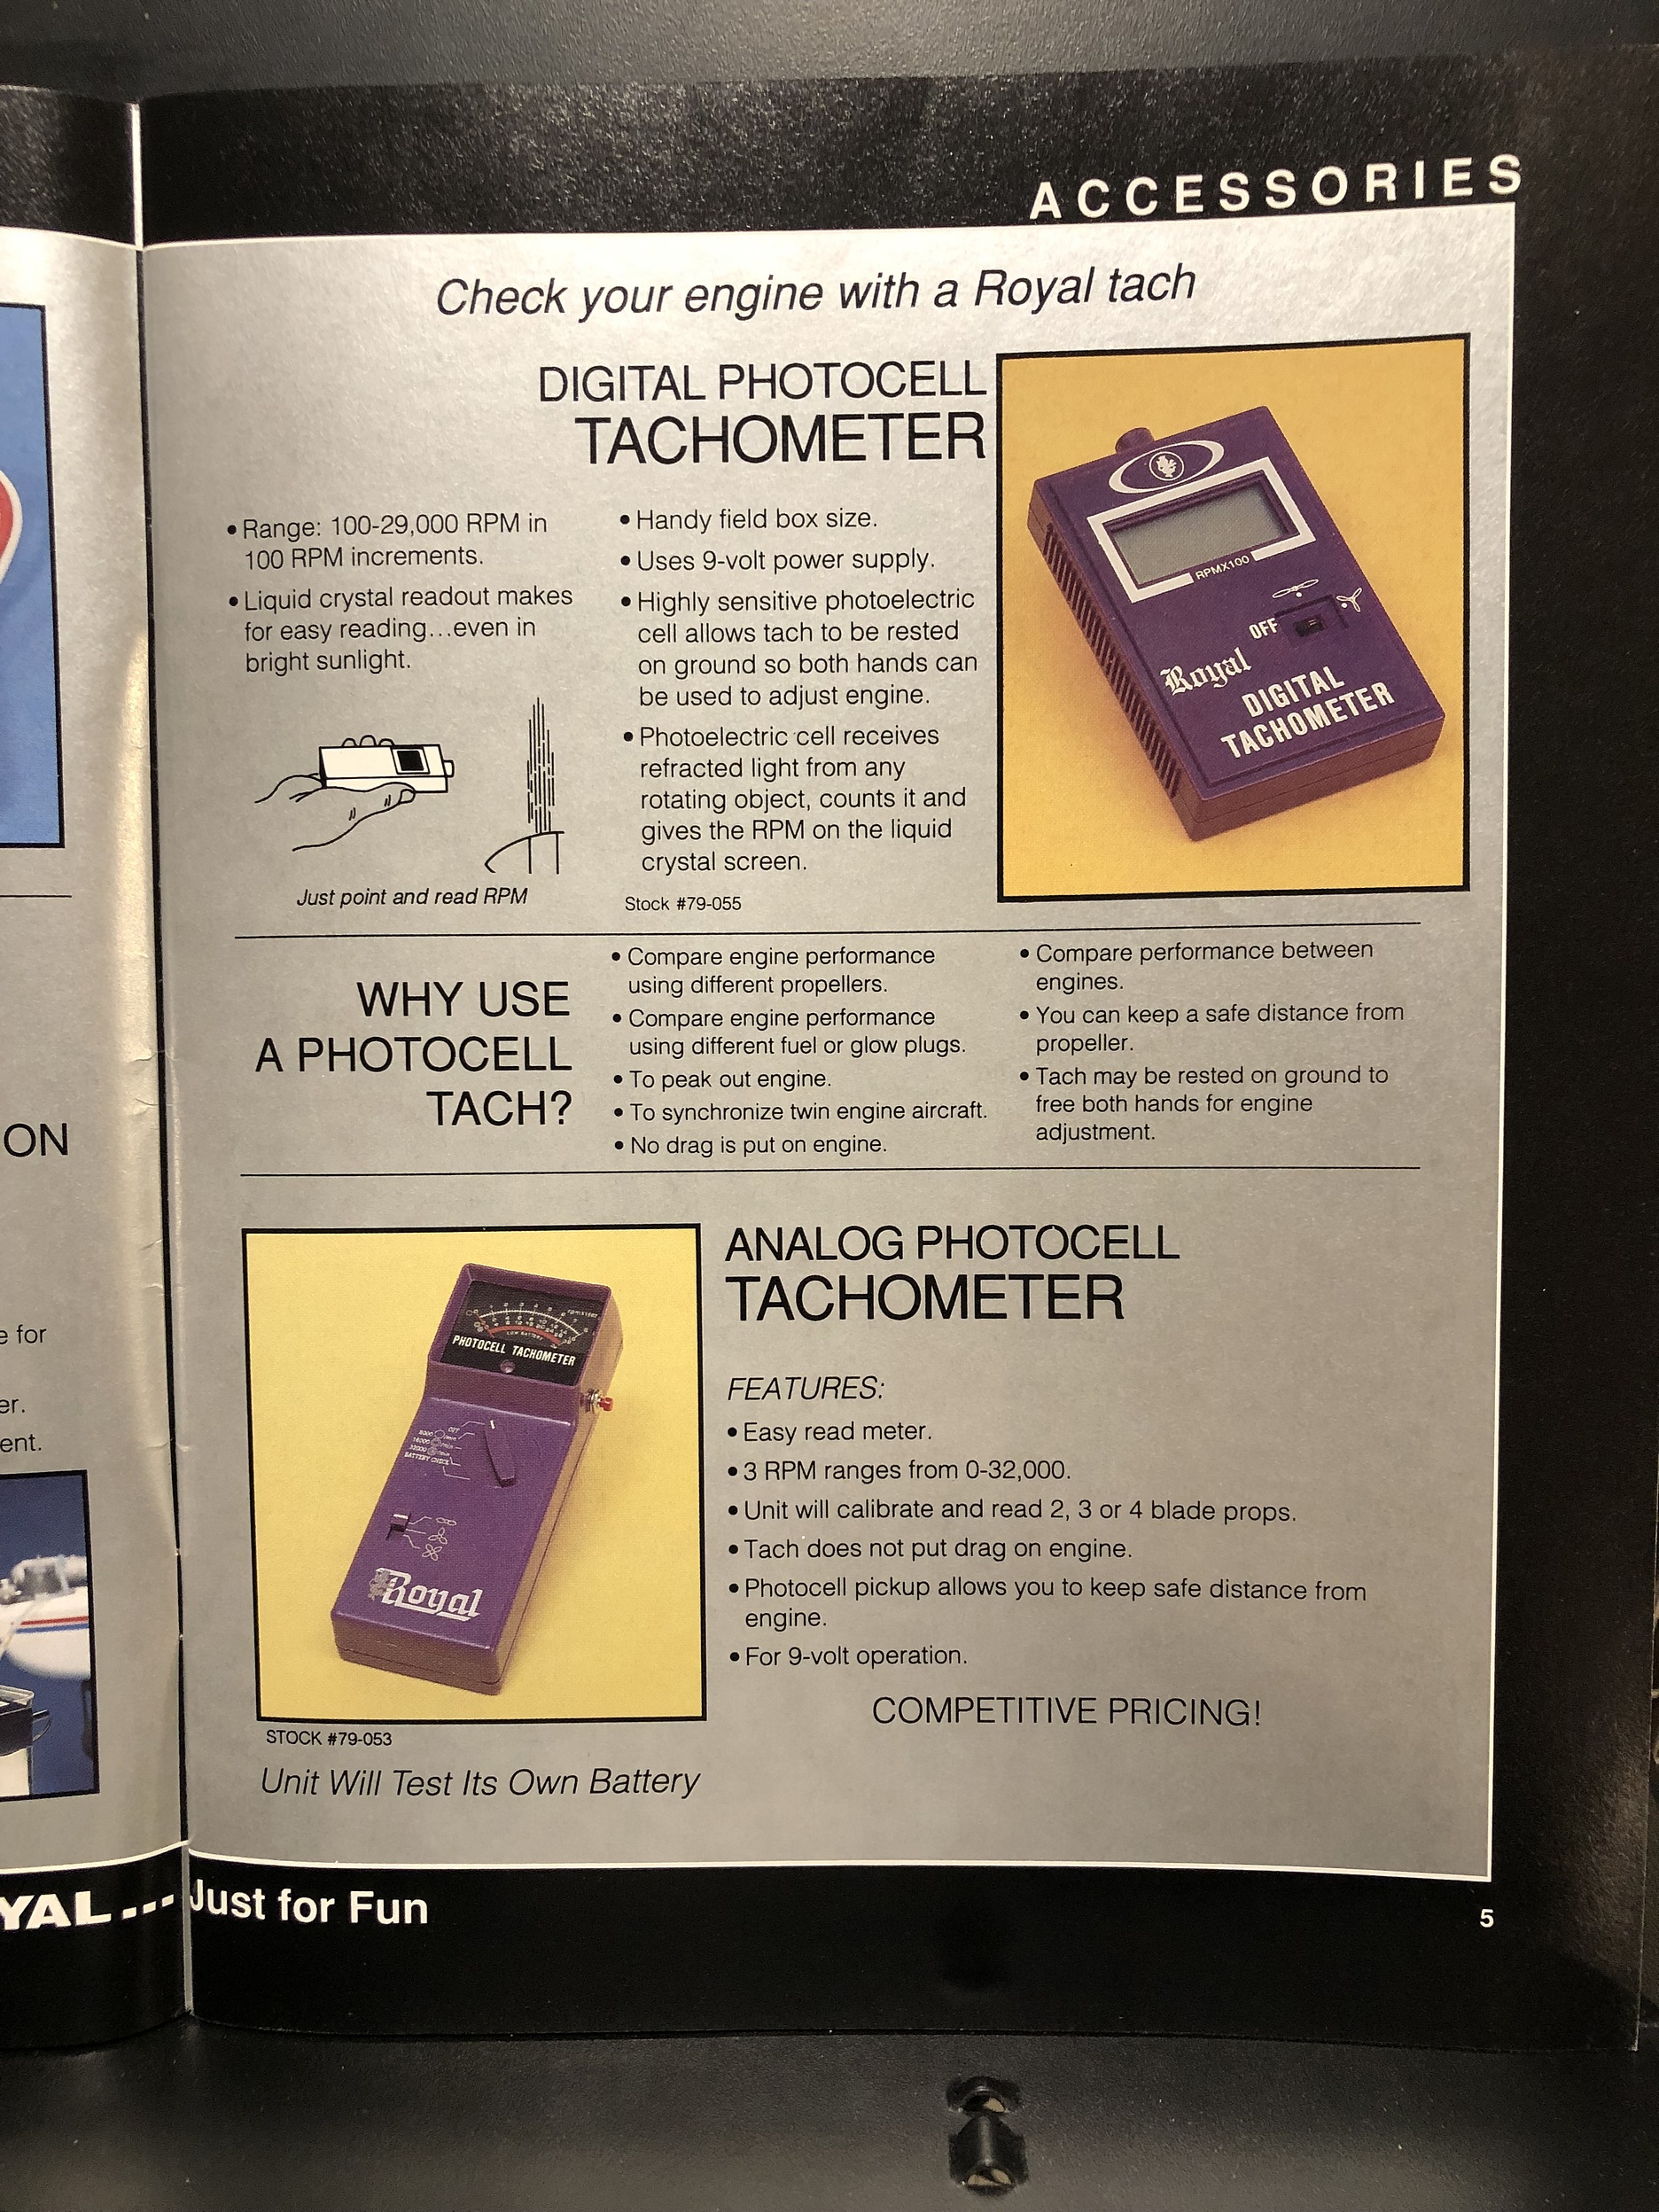 ACCESSORIES
Check your engine with a Royal tach
DIGITAL PHOTOCELL
TACHOMETER
• Range: 100-29,000 RPM in
100 RPM increments.
• Liquid crystal readout makes
for easy reading...even in
bright sunlight.
Just point and read RPM
• Handy field box size.
• Uses 9-volt power supply.
• Highly sensitive photoelectric
cell allows tach to be rested
on ground so both hands can
be used to adjust engine.
• Photoelectric cell receives
refracted light from any
rotating object, counts it and
gives the RPM on the liquid
crystal screen.
Stock #79-055
RPMX100
OFF
Royal
DIGITAL
TACHOMETER
WHY USE
A PHOTOCELL
TACH?
• Compare engine performance
using different propellers.
• Compare engine performance
using different fuel or glow plugs.
• To peak out engine.
• To synchronize twin engine aircraft.
• No drag is put on engine.
• Compare performance between
engines.
• You can keep a safe distance from
propeller.
• Tach may be rested on ground to
free both hands for engine
adjustment.
LOW BATTERY
PHOTOCELL TACHOMETER
OFF
8000
16000
32000
BATTERY CHECK
Royal
STOCK #79-053
Unit Will Test Its Own Battery
ANALOG PHOTOCELL
TACHOMETER
FEATURES:
• Easy read meter.
• 3 RPM ranges from 0-32,000.
• Unit will calibrate and read 2, 3 or 4 blade props.
• Tach does not put drag on engine.
• Photocell pickup allows you to keep safe distance from
engine.
• For 9-volt operation.
COMPETITIVE PRICING!
ON
e for
er.
ent.
YAL... Just for Fun
5